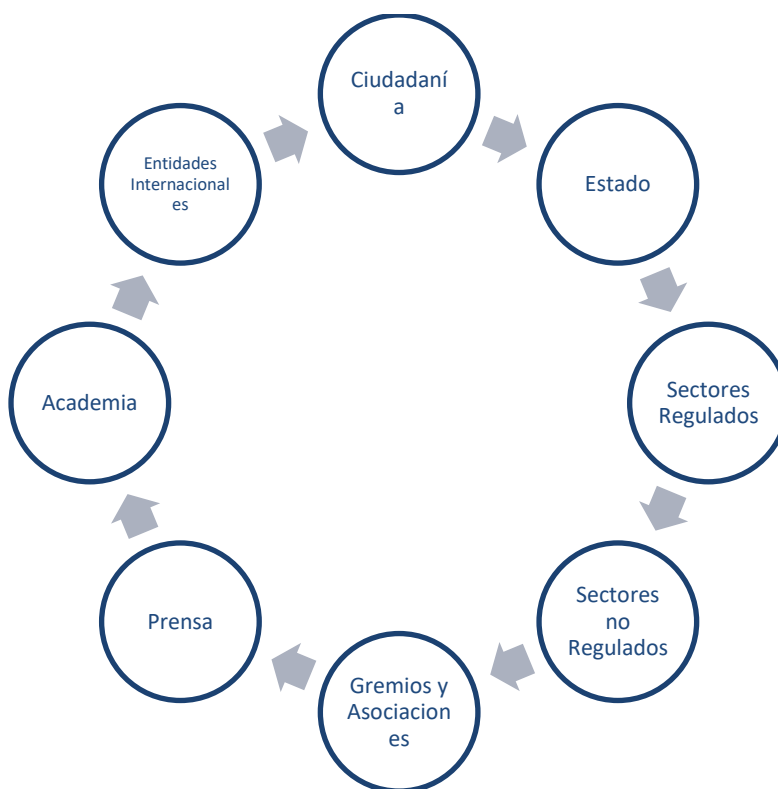 Ciudadaní
a
Estado
Sectores
Regulados
Sectores
no
Regulados
Gremios y
Asociacion
es
Prensa
Academia
Entidades
Internacional
es